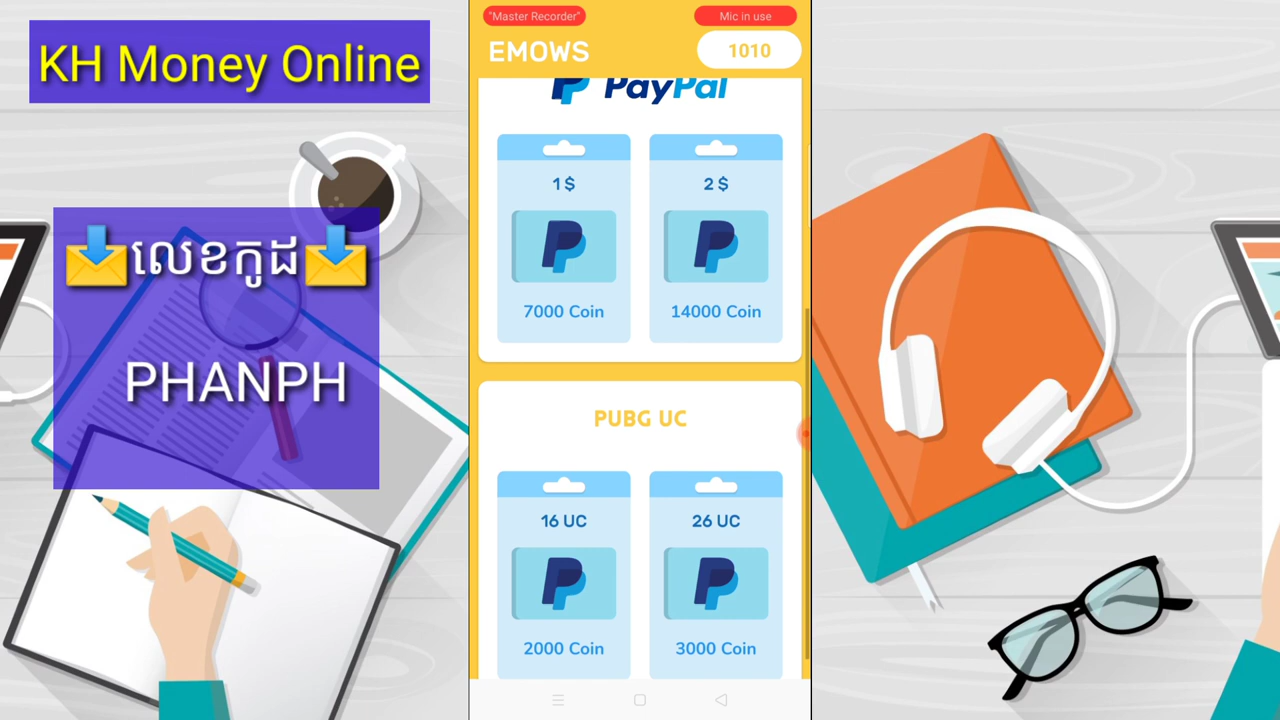 KH Money Online
លេខកូដ
PHANPH
"Master Recorder"
Mic in use
EMOWS
1010
PayPal
1 $
2 $
7000 Coin
14000 Coin
PUBG UC
16 UC
26 UC
2000 Coin
3000 Coin